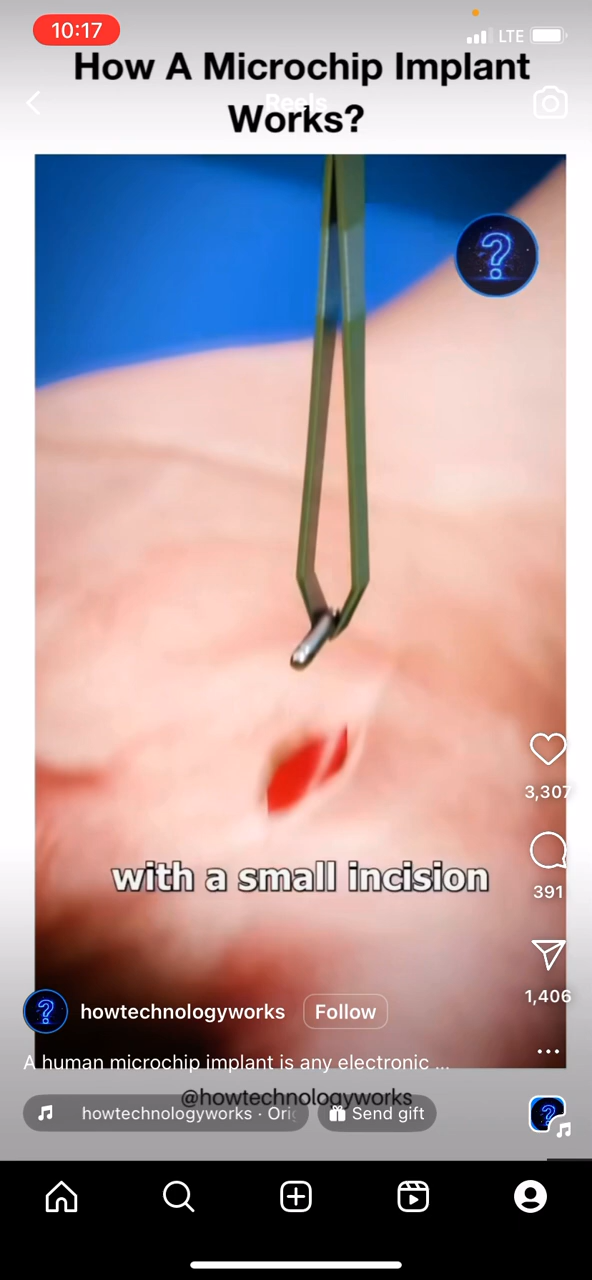 10:17
LTE
How A Microchip Implant
Reels
Works?
?
with a small incision
3,307
391
1,406
? howtechnologyworks Follow
A human microchip implant is any electronic ...
@howtechnologyworks
howtechnologyworks · Orig
Send gift
?